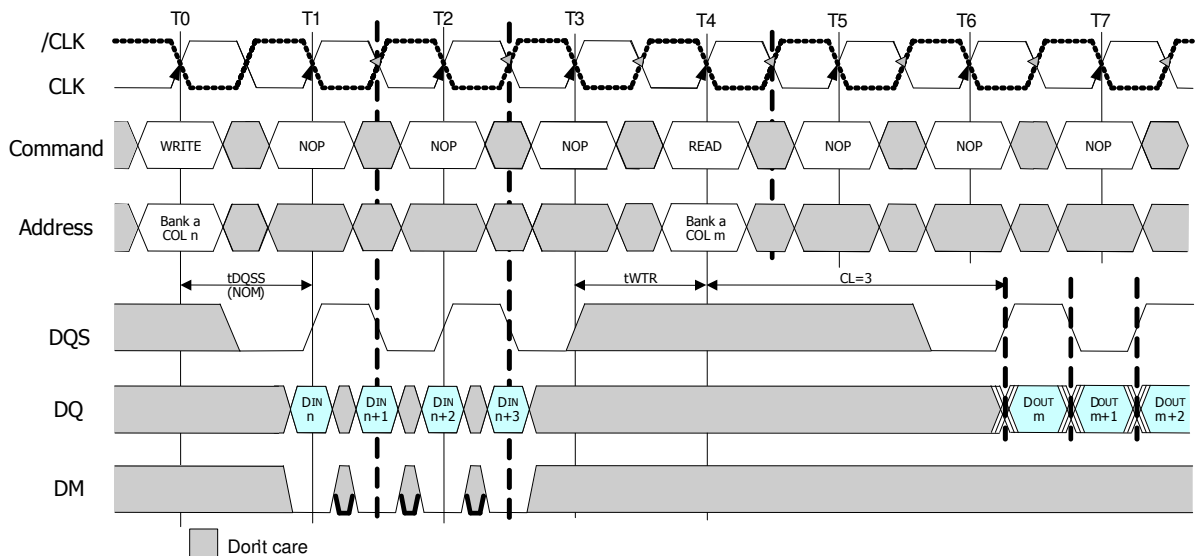 T0 T1 T2 T3 T4 T5 T6 T7
/CLK
CLK
Command WRITE NOP NOP NOP READ NOP NOP NOP
Address Bank a COL n Bank a COL m
tDQSS (NOM) tWTR CL=3
DQS
DQ DIN n DIN n+1 DIN n+2 DIN n+3 DOUT m DOUT m+1 DOUT m+2
DM
Don't care